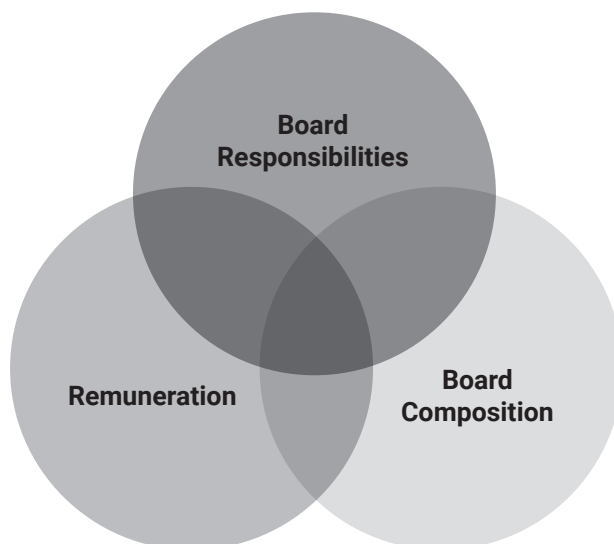 Board
Responsibilities
Remuneration
Board
Composition